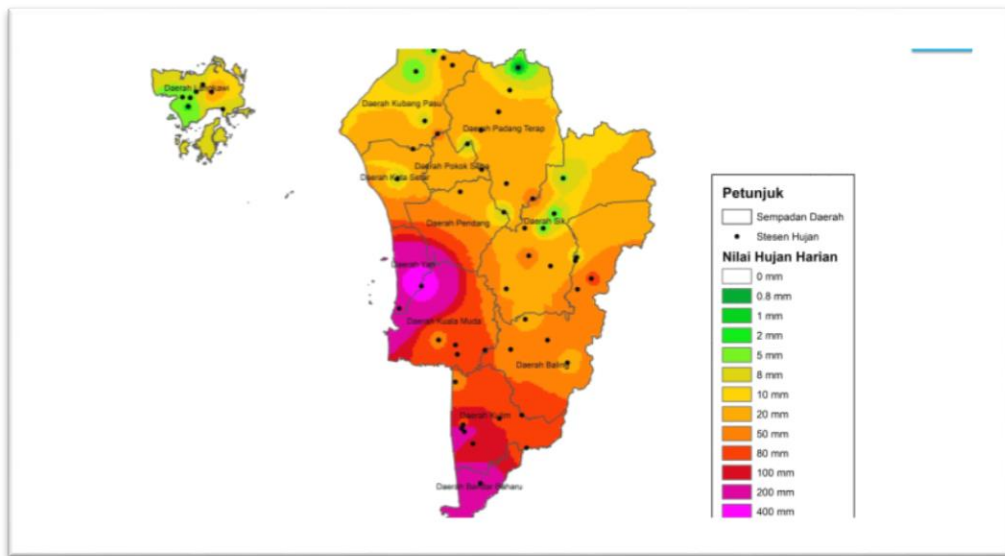 Daerah Langkawi
Daerah Kubang Pasu
Daerah Padang Terap
Daerah Pokok Sena
Daerah Kota Setar
Daerah Pendang
Daerah Sik
Daerah Yan
Daerah Kuala Muda
Daerah Baling
Daerah Kulim
Daerah Bandar Baharu
Petunjuk
Sempadan Daerah
Stesen Hujan
Nilai Hujan Harian
0 mm
0.8 mm
1 mm
2 mm
5 mm
8 mm
10 mm
20 mm
50 mm
80 mm
100 mm
200 mm
400 mm